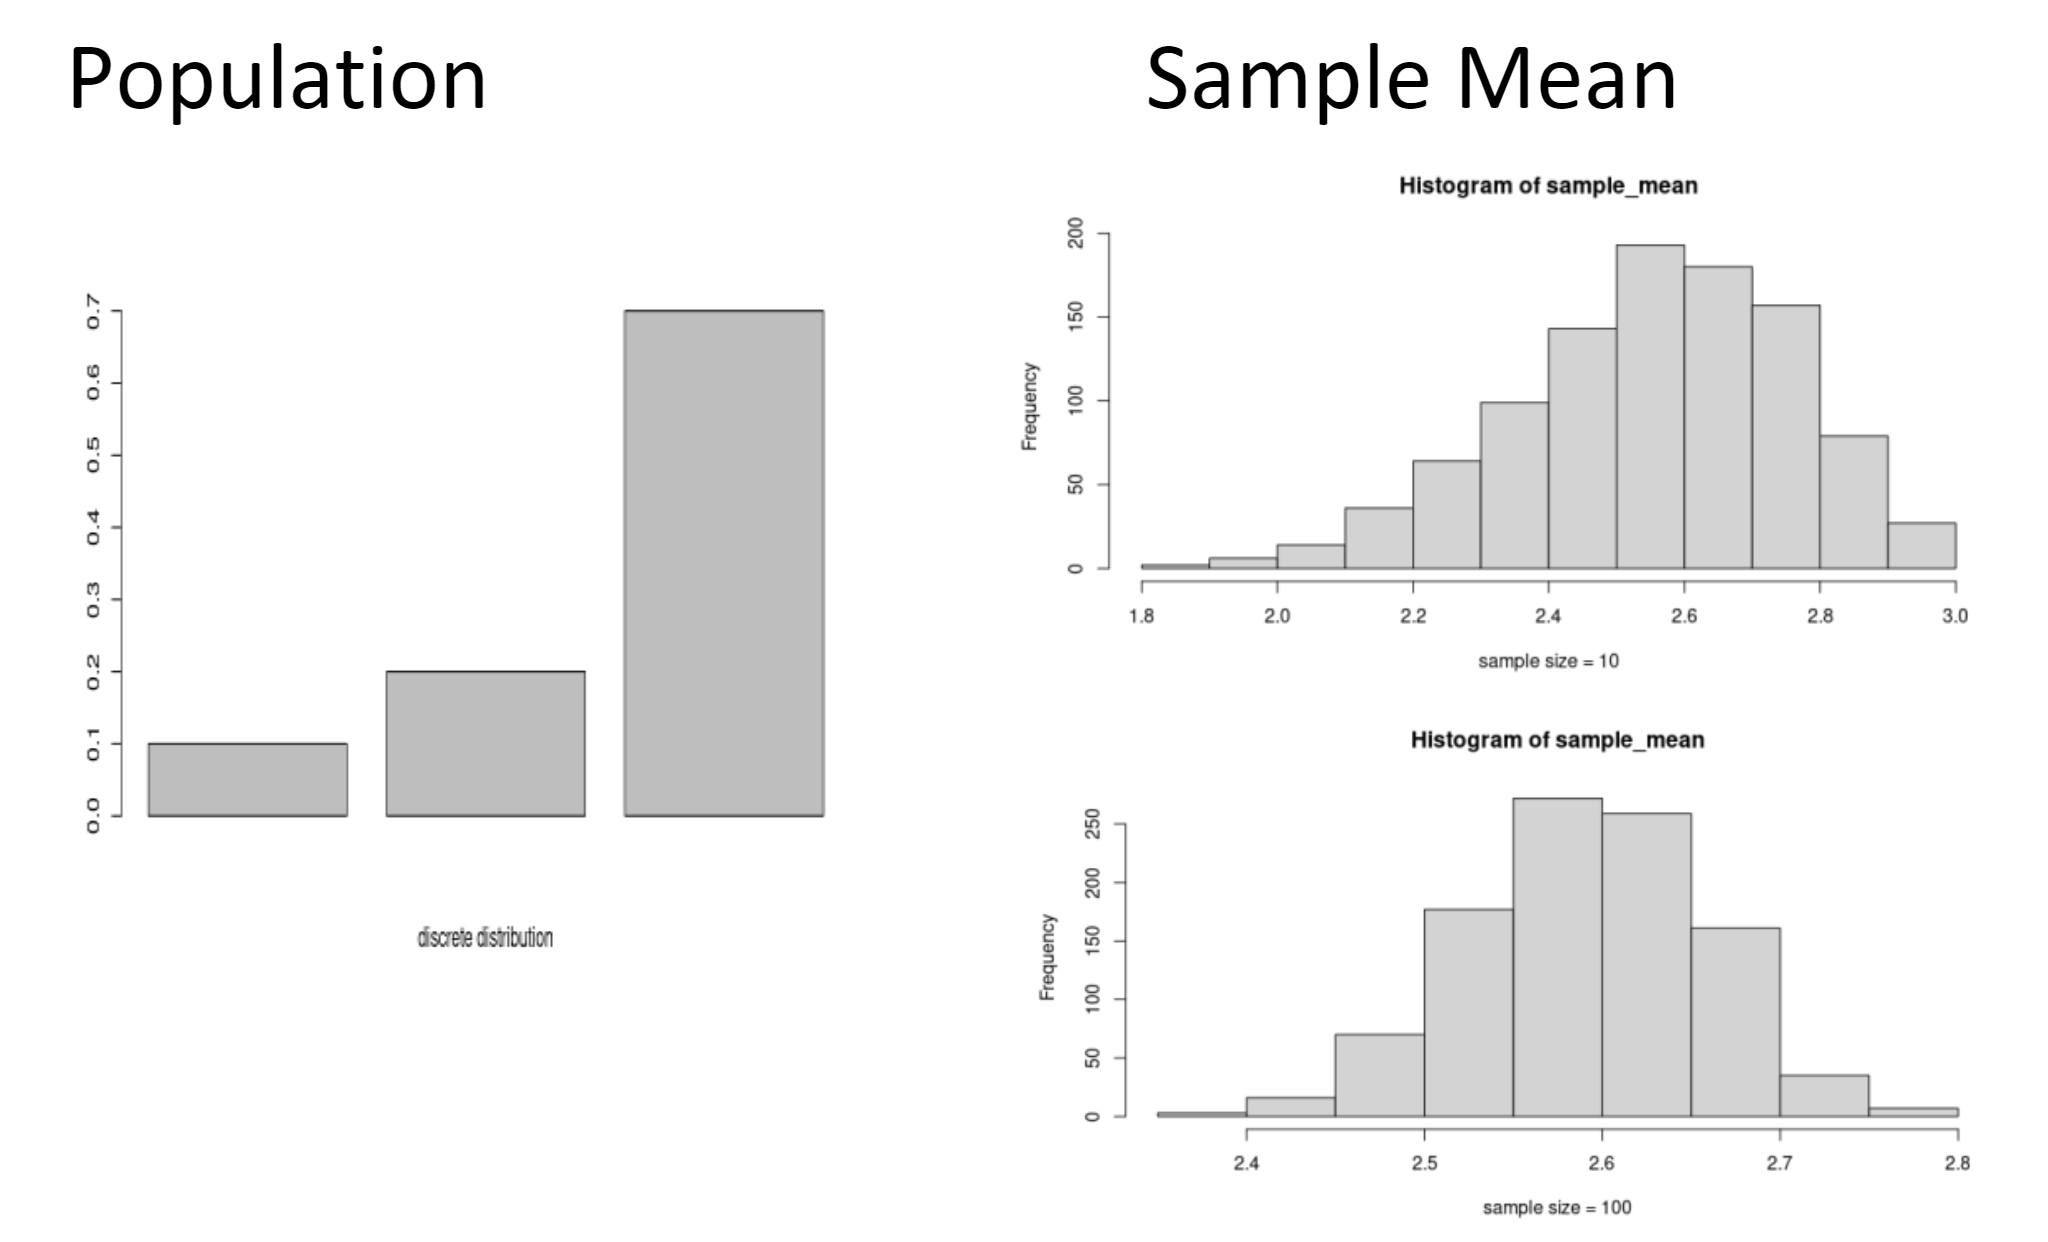 Population
Sample Mean
0.7
0.6
0.5
0.4
0.3
0.2
0.1
0.0
discrete distribution
Histogram of sample_mean
Frequency
200
150
100
50
0
1.8 2.0 2.2 2.4 2.6 2.8 3.0
sample size = 10
Histogram of sample_mean
Frequency
250
200
150
100
50
0
2.4 2.5 2.6 2.7 2.8
sample size = 100